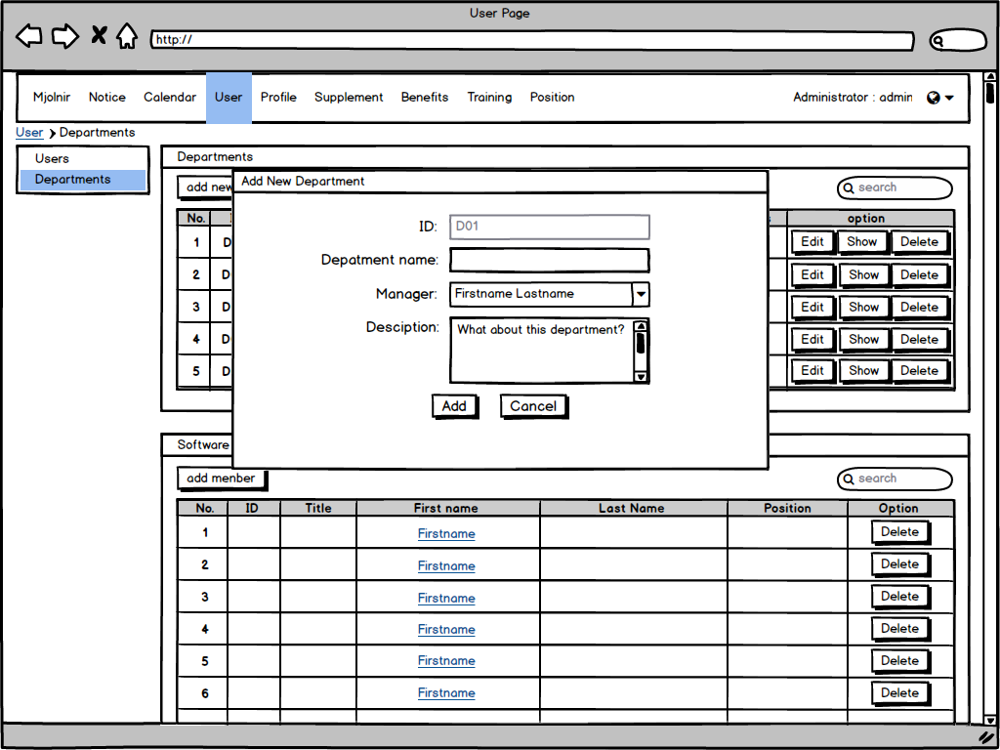 User Page
http://
Mjolnir Notice Calendar User Profile Supplement Benefits Training Position Administrator : admin
User Departments
Users
Departments
Departments
add new
search
Add New Department
ID: D01
Depatment name:
Manager: Firstname Lastname
Desciption: What about this department?
Add Cancel
No. option
1 D Edit Show Delete
2 D Edit Show Delete
3 D Edit Show Delete
4 D Edit Show Delete
5 D Edit Show Delete
Software
add menber
search
No. ID Title First name Last Name Position Option
1 Firstname Delete
2 Firstname Delete
3 Firstname Delete
4 Firstname Delete
5 Firstname Delete
6 Firstname Delete